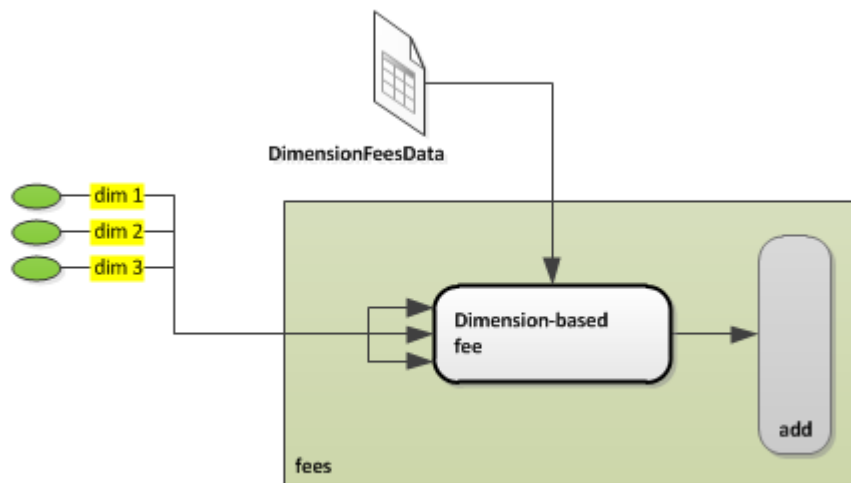 DimensionFeesData
dim 1
dim 2
dim 3
Dimension-based
fee
add
fees